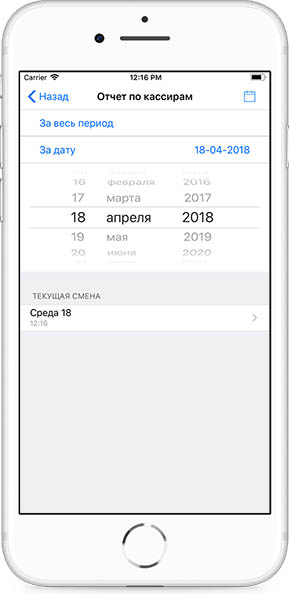 Carrier 12:16 PM
Назад Отчет по кассирам
За весь период
За дату 18-04-2018
16 февраля 2016
17 марта 2017
18 апреля 2018
19 мая 2019
20 июня 2020
ТЕКУЩАЯ СМЕНА
Среда 18
12:16